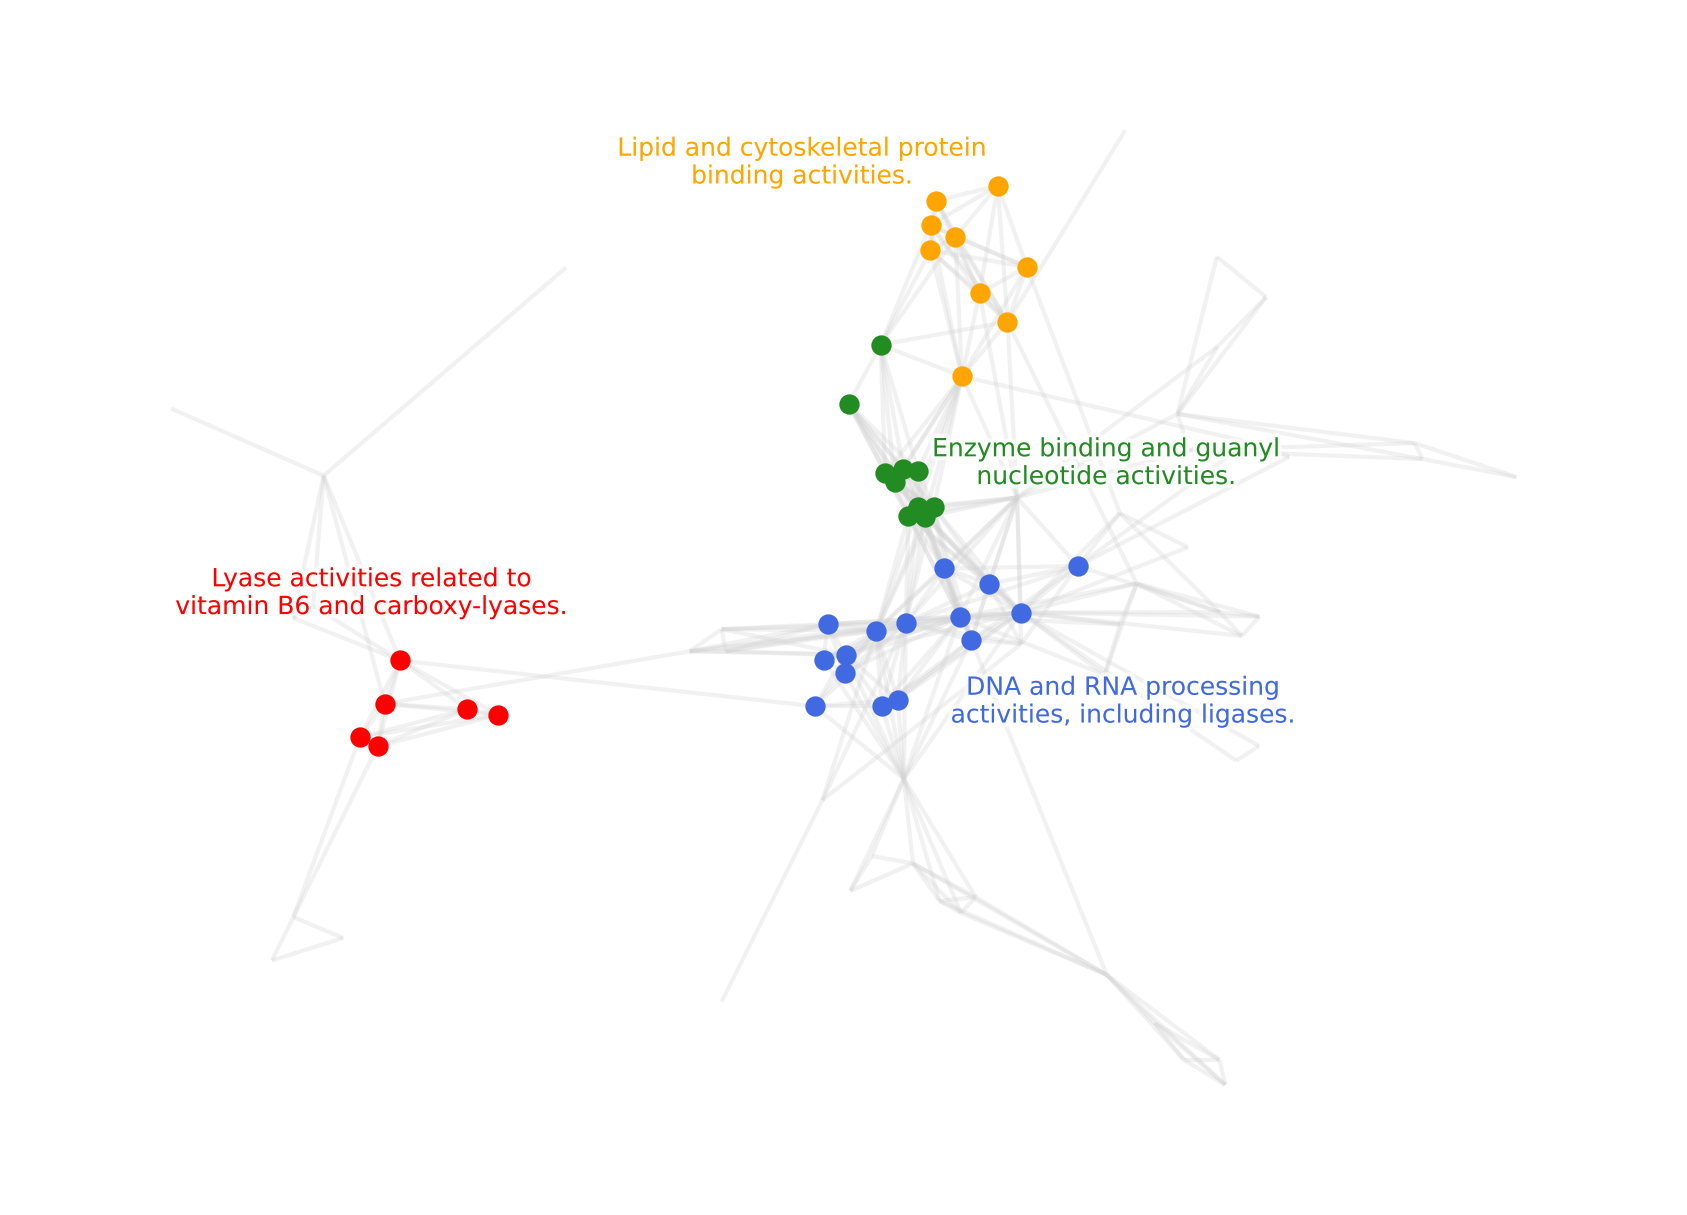 Lipid and cytoskeletal protein
binding activities.
Enzyme binding and guanyl
nucleotide activities.
Lyase activities related to
vitamin B6 and carboxy-lyases.
DNA and RNA processing
activities, including ligases.